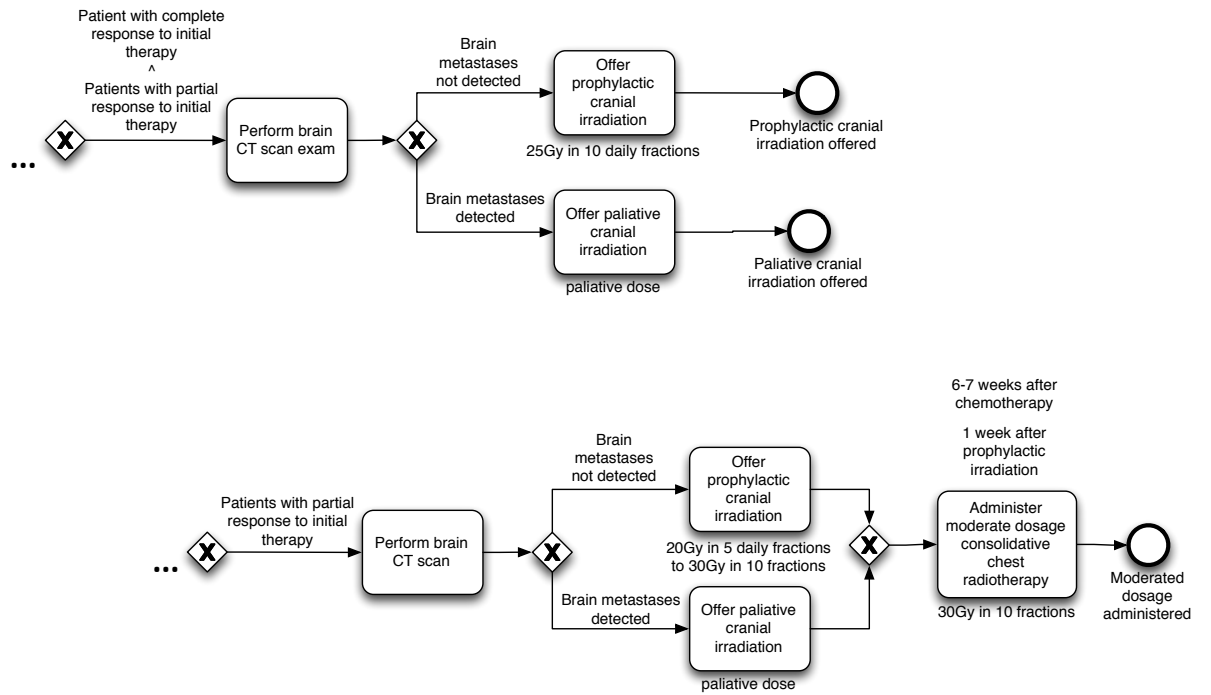 Patient with complete
response to initial
therapy
^
Patients with partial
response to initial
therapy
...
X
Perform brain
CT scan exam
X
Brain
metastases
not detected
Offer
prophylactic
cranial
irradiation
25Gy in 10 daily fractions
Prophylactic cranial
irradiation offered
Brain metastases
detected
Offer paliative
cranial
irradiation
paliative dose
Paliative cranial
irradiation offered
...
X
Patients with partial
response to initial
therapy
Perform brain
CT scan
X
Brain
metastases
not detected
Offer
prophylactic
cranial
irradiation
20Gy in 5 daily fractions
to 30Gy in 10 fractions
Brain metastases
detected
Offer paliative
cranial
irradiation
paliative dose
X
6-7 weeks after
chemotherapy
1 week after
prophylactic
irradiation
Administer
moderate dosage
consolidative
chest
radiotherapy
30Gy in 10 fractions
Moderated
dosage
administered